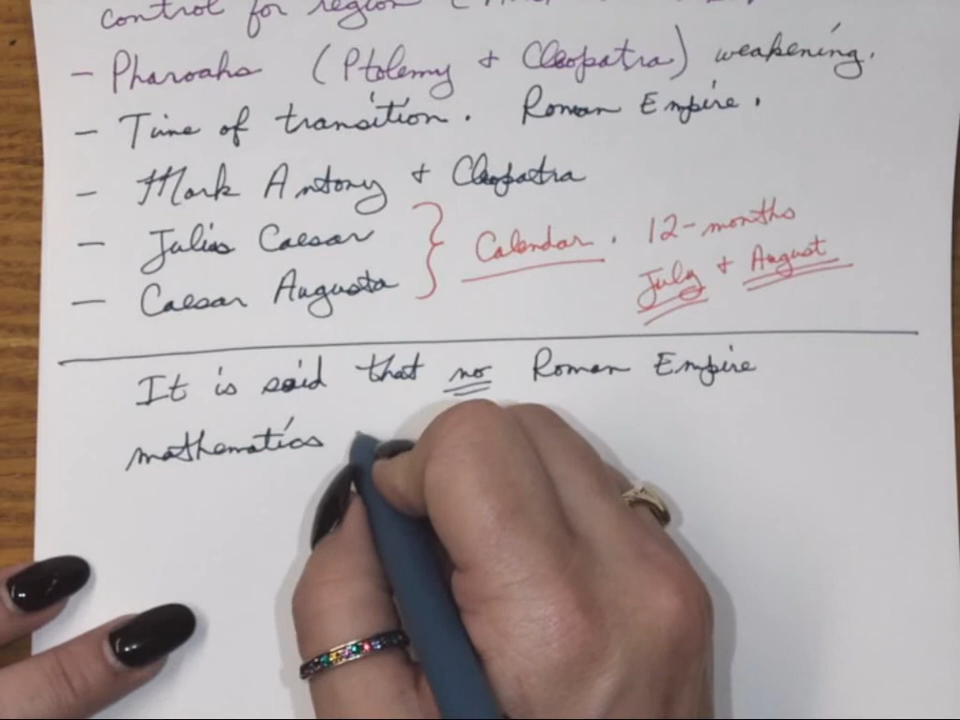 control for region (
- Pharoahs (Ptolemy + Cleopatra) weakening.
- Time of transition. Roman Empire.
- Mark Antony + Cleopatra
- Julius Caesar } Calendar. 12-months
- Caesar Augusta July + August
It is said that no Roman Empire
mathematics